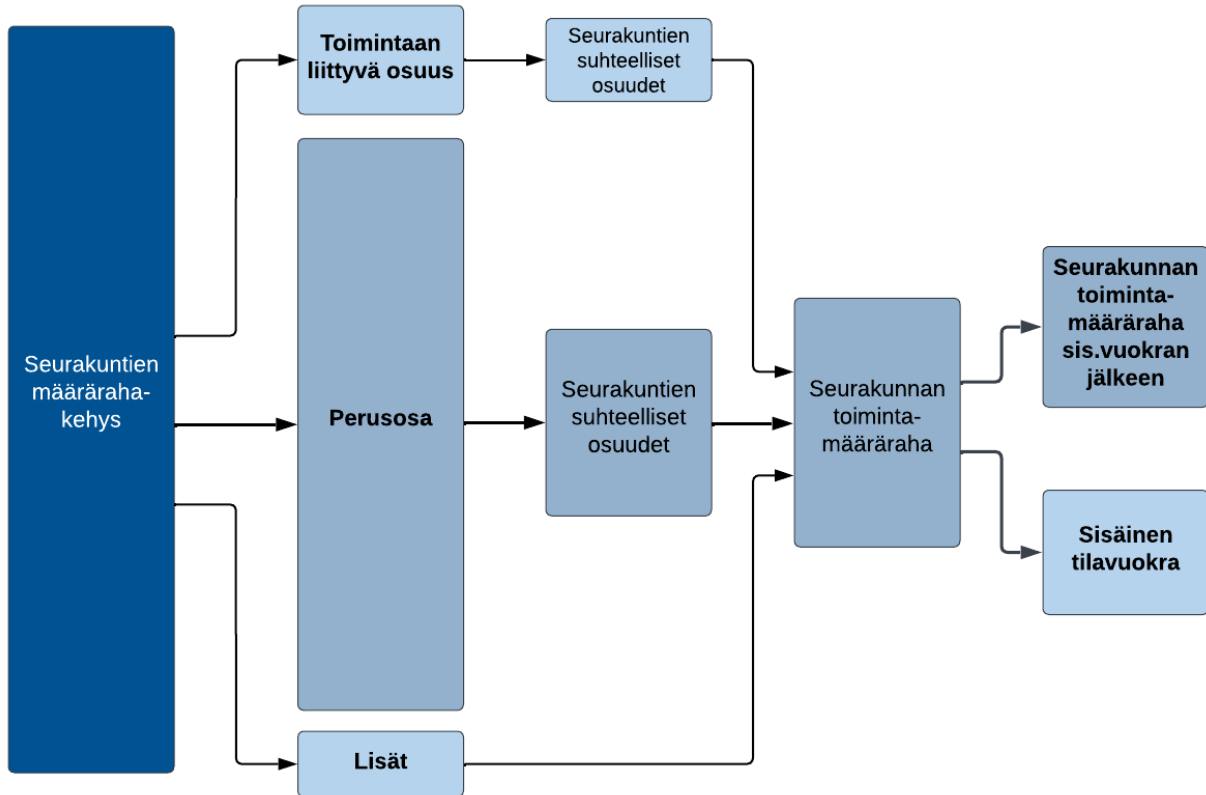 Seurakuntien
määräraha-
kehys
Toimintaan
liittyvä osuus
Seurakuntien
suhteelliset
osuudet
Perusosa
Seurakuntien
suhteelliset
osuudet
Lisät
Seurakunnan
toiminta-
määräraha
Seurakunnan
toiminta-
määräraha
sis.vuokran
jälkeen
Sisäinen
tilavuokra